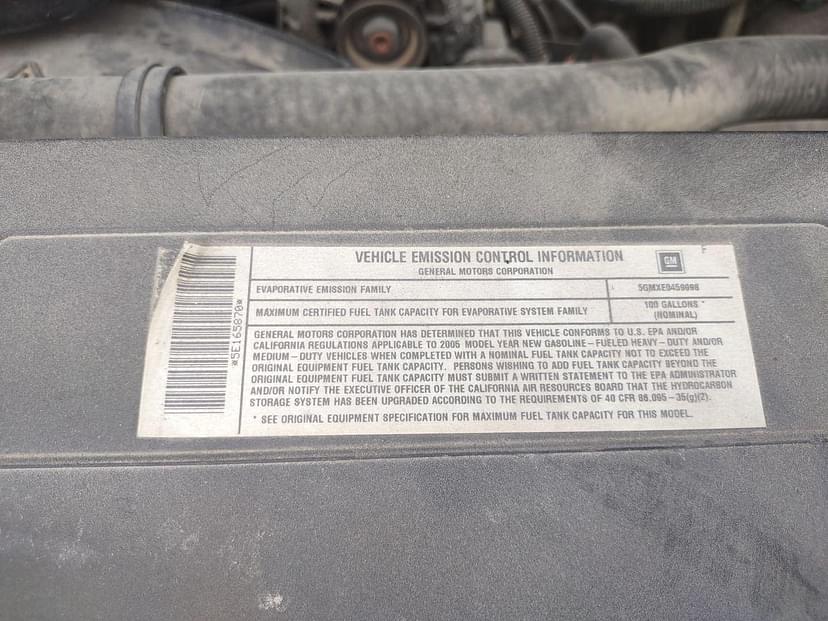 VEHICLE EMISSION CONTROL INFORMATION
GENERAL MOTORS CORPORATION
GM
EVAPORATIVE EMISSION FAMILY
MAXIMUM CERTIFIED FUEL TANK CAPACITY FOR EVAPORATIVE SYSTEM FAMILY
100 GALLONS *
(NOMINAL)
GENERAL MOTORS CORPORATION HAS DETERMINED THAT THIS VEHICLE CONFORMS TO U.S. EPA AND/OR
CALIFORNIA REGULATIONS APPLICABLE TO 2005 MODEL YEAR NEW GASOLINE–FUELED HEAVY–DUTY AND/OR
MEDIUM–DUTY VEHICLES WHEN COMPLETED WITH A NOMINAL FUEL TANK CAPACITY NOT TO EXCEED THE
ORIGINAL EQUIPMENT FUEL TANK CAPACITY. PERSONS WISHING TO ADD FUEL TANK CAPACITY BEYOND THE
ORIGINAL EQUIPMENT FUEL TANK CAPACITY MUST SUBMIT A WRITTEN STATEMENT TO THE EPA ADMINISTRATOR
AND/OR NOTIFY THE EXECUTIVE OFFICER OF THE CALIFORNIA AIR RESOURCES BOARD THAT THE HYDROCARBON
STORAGE SYSTEM HAS BEEN UPGRADED ACCORDING TO THE REQUIREMENTS OF 40 CFR 86.095–35(g)(2).
* SEE ORIGINAL EQUIPMENT SPECIFICATION FOR MAXIMUM FUEL TANK CAPACITY FOR THIS MODEL.
*5E165870*